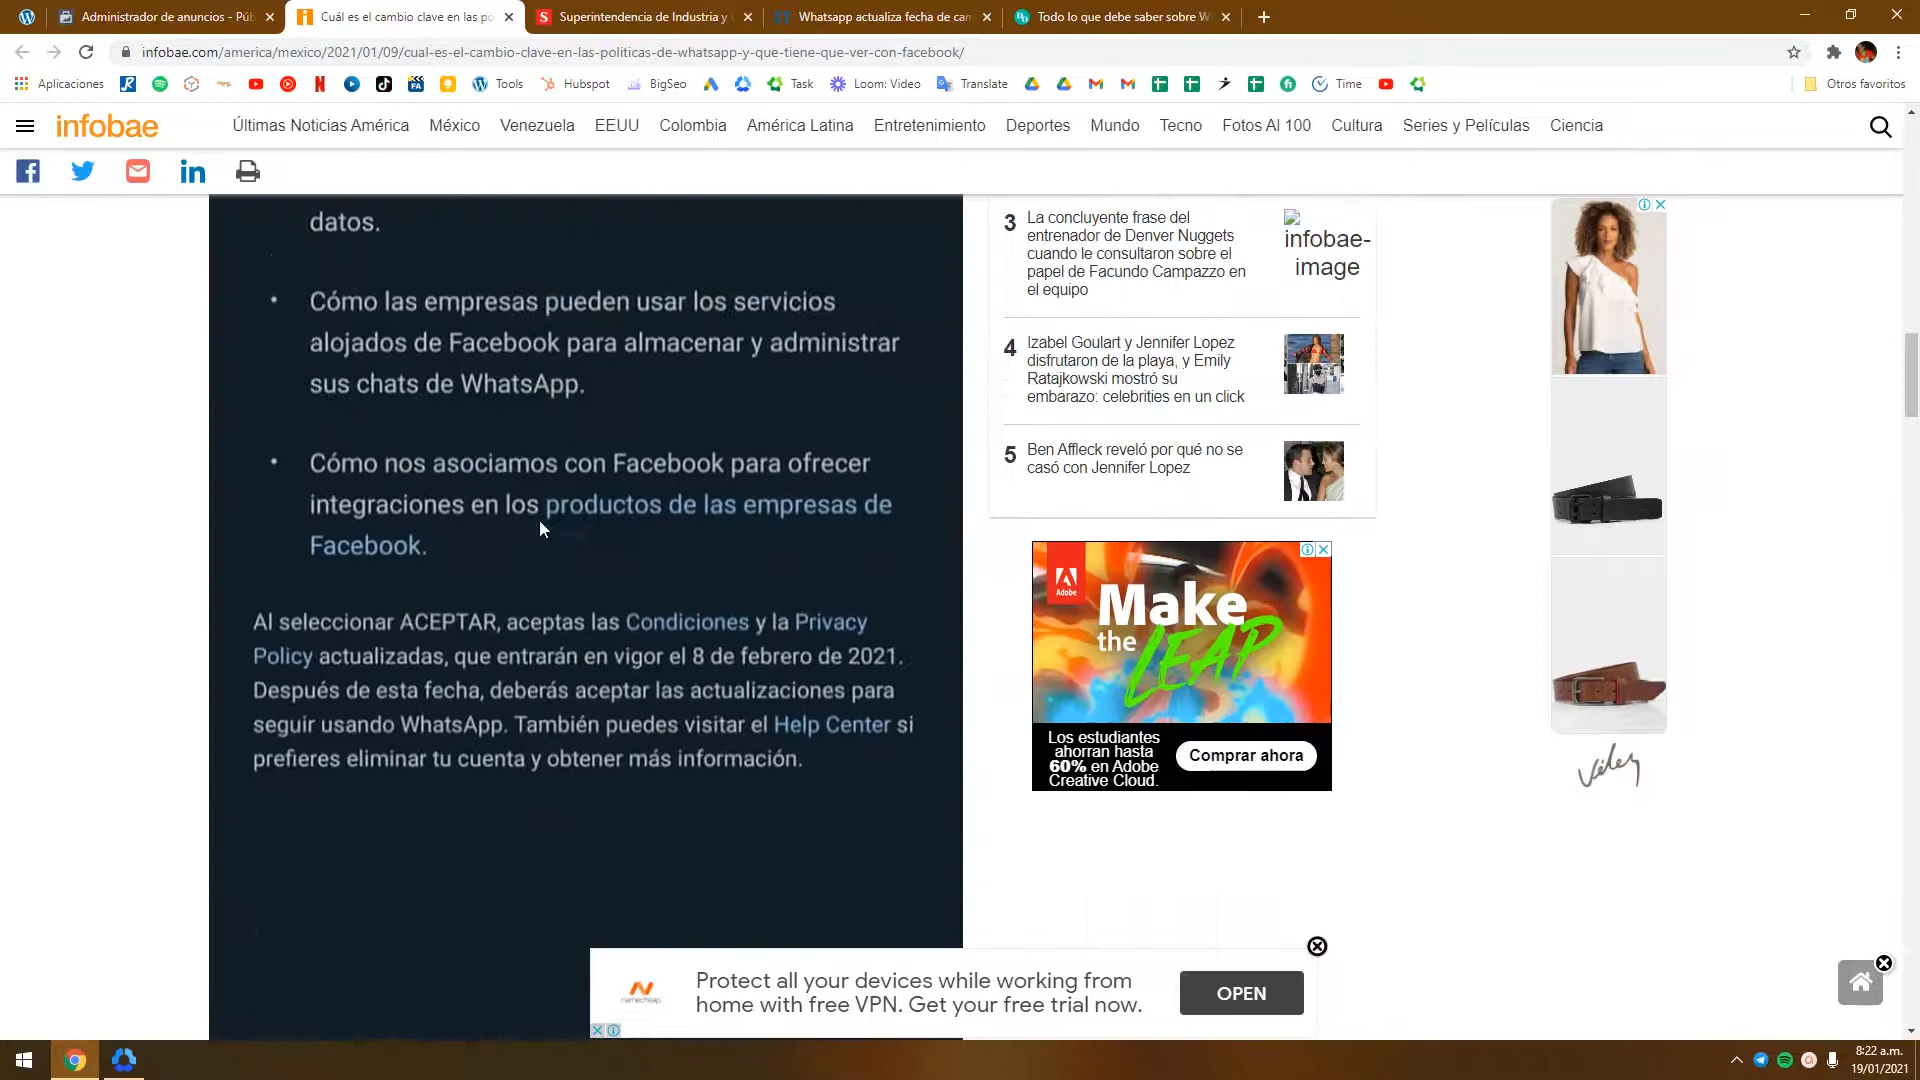 Administrador de anuncios - Púb
Cuál es el cambio clave en las po
Superintendencia de Industria y
Whatsapp actualiza fecha de cam
Todo lo que debe saber sobre W
infobae.com/america/mexico/2021/01/09/cual-es-el-cambio-clave-en-las-politicas-de-whatsapp-y-que-tiene-que-ver-con-facebook/
Aplicaciones
Tools
Hubspot
BigSeo
Task
Loom: Video
Translate
Time
Otros favoritos
infobae
Últimas Noticias América
México
Venezuela
EEUU
Colombia
América Latina
Entretenimiento
Deportes
Mundo
Tecno
Fotos Al 100
Cultura
Series y Películas
Ciencia
datos.
• Cómo las empresas pueden usar los servicios
alojados de Facebook para almacenar y administrar
sus chats de WhatsApp.
• Cómo nos asociamos con Facebook para ofrecer
integraciones en los productos de las empresas de
Facebook.
Al seleccionar ACEPTAR, aceptas las Condiciones y la Privacy
Policy actualizadas, que entrarán en vigor el 8 de febrero de 2021.
Después de esta fecha, deberás aceptar las actualizaciones para
seguir usando WhatsApp. También puedes visitar el Help Center si
prefieres eliminar tu cuenta y obtener más información.
3 La concluyente frase del
entrenador de Denver Nuggets
cuando le consultaron sobre el
papel de Facundo Campazzo en
el equipo
infobae-
image
4 Izabel Goulart y Jennifer Lopez
disfrutaron de la playa, y Emily
Ratajkowski mostró su
embarazo: celebrities en un click
5 Ben Affleck reveló por qué no se
casó con Jennifer Lopez
Adobe
Make
the LEAP
Los estudiantes
ahorran hasta
60% en Adobe
Creative Cloud.
Comprar ahora
Vélez
namecheap
Protect all your devices while working from
home with free VPN. Get your free trial now.
OPEN
8:22 a.m.
19/01/2021